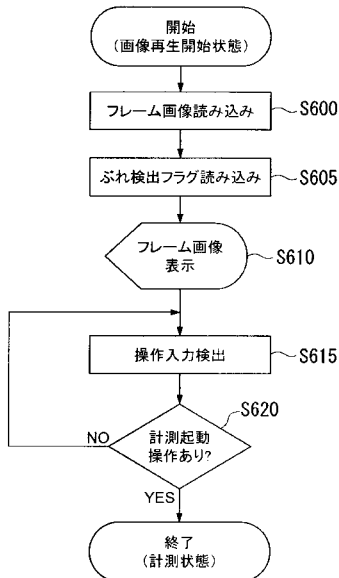 開始
(画像再生開始状態)
フレーム画像読み込み
S600
ぶれ検出フラグ読み込み
S605
フレーム画像
表示
S610
操作入力検出
S615
S620
計測起動
操作あり?
NO
YES
終了
(計測状態)